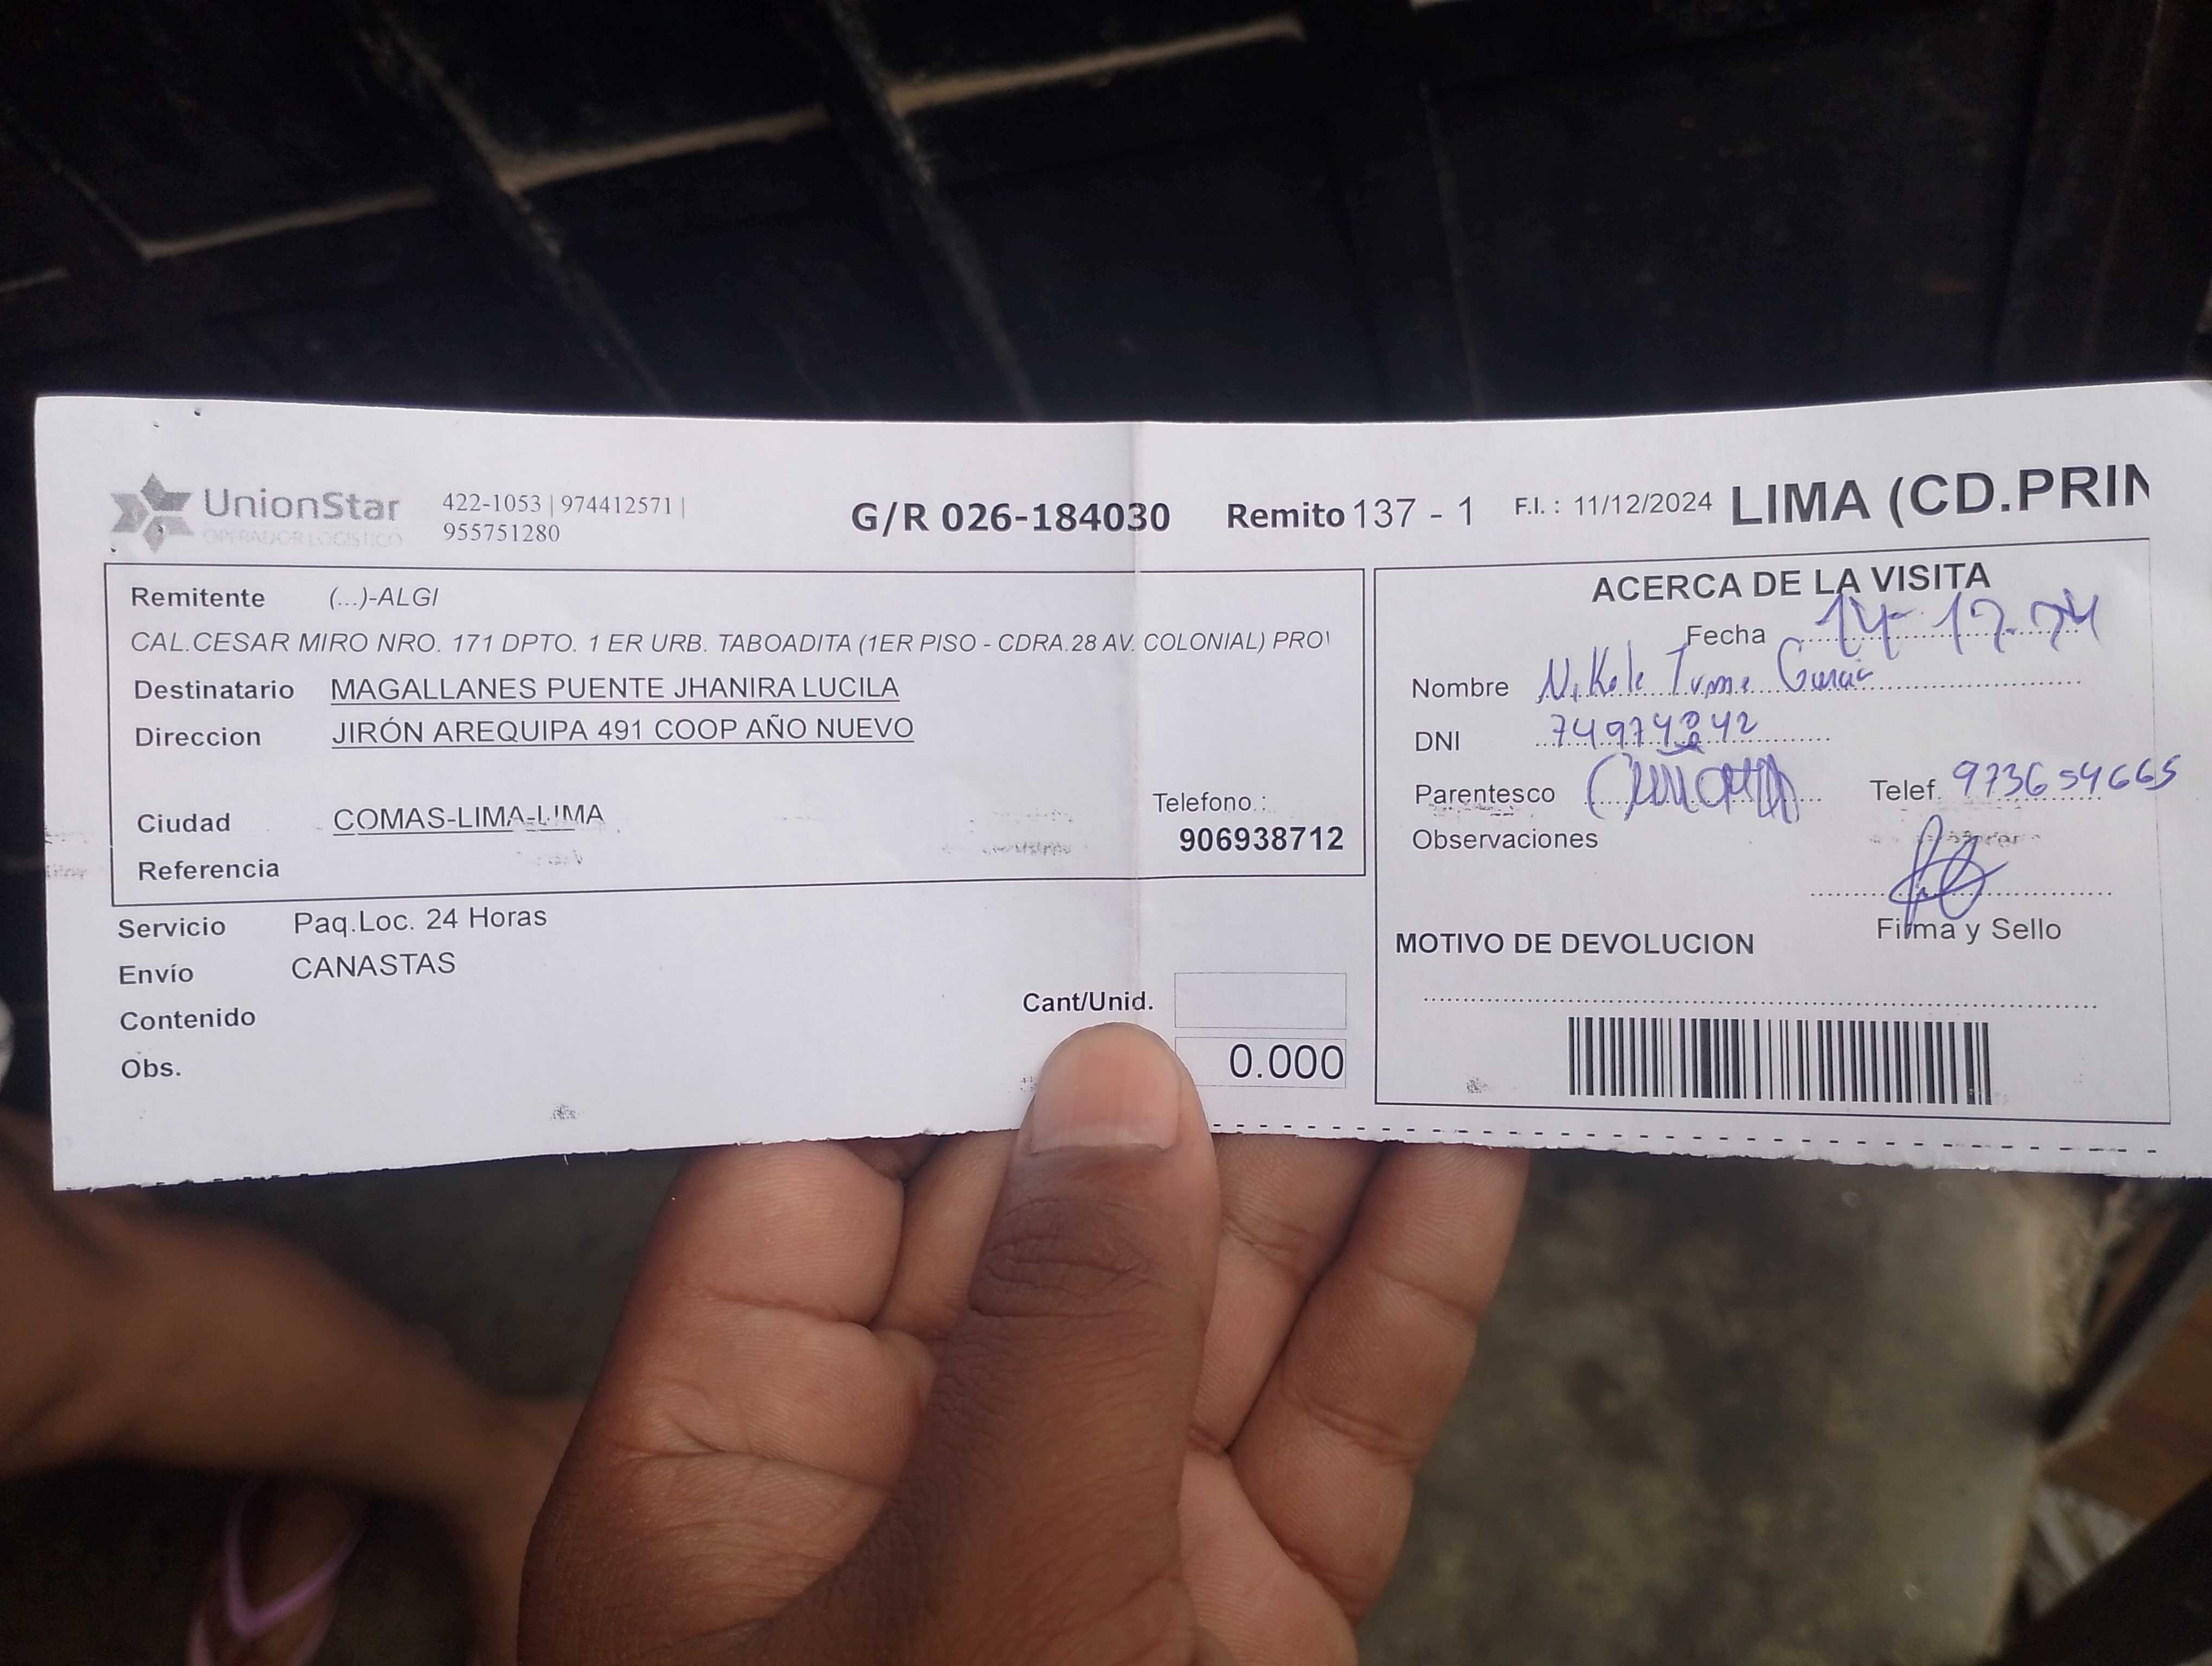 UnionStar
OPERADOR LOGISTICO
422-1053 | 974412571 |
955751280
G/R 026-184030 Remito 137 - 1 F.I. : 11/12/2024 LIMA (CD.PRIN
Remitente (...)-ALGI
CAL.CESAR MIRO NRO. 171 DPTO. 1 ER URB. TABOADITA (1ER PISO - CDRA.28 AV. COLONIAL) PRO
Destinatario MAGALLANES PUENTE JHANIRA LUCILA
Direccion JIRÓN AREQUIPA 491 COOP AÑO NUEVO
Ciudad COMAS-LIMA-LIMA
Telefono.:
906938712
Referencia
Servicio Paq.Loc. 24 Horas
Envío CANASTAS
Contenido
Cant/Unid.
Obs.
0.000
ACERCA DE LA VISITA
Fecha
Nombre Nikole
DNI
Parentesco
Telef. 973654665
Observaciones
Firma y Sello
MOTIVO DE DEVOLUCION